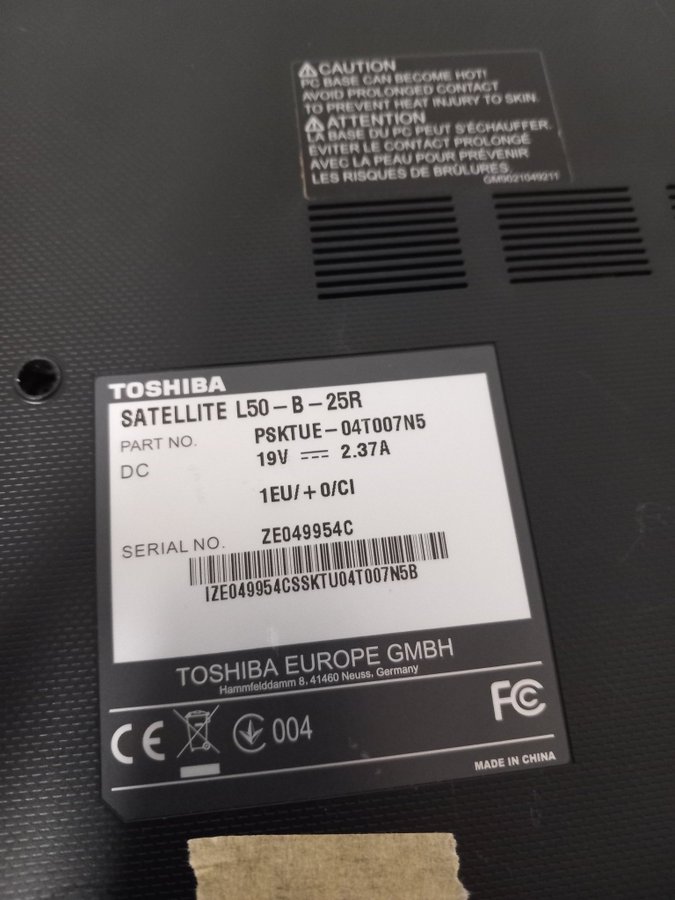 CAUTION
PC BASE CAN BECOME HOT!
AVOID PROLONGED CONTACT
TO PREVENT HEAT INJURY TO SKIN.
ATTENTION
LA BASE DU PC PEUT S'ÉCHAUFFER.
ÉVITER LE CONTACT PROLONGÉ
AVEC LA PEAU POUR PRÉVENIR
LES RISQUES DE BRÛLURES.
GM9021049211
TOSHIBA
SATELLITE L50-B-25R
PART NO. PSKTUE-04T007N5
DC 19V 2.37A
1EU/+0/CI
SERIAL NO. ZE049954C
IZE049954CSSKTU04T007N5B
TOSHIBA EUROPE GMBH
Hammfelddamm 8, 41460 Neuss, Germany
CE 004 FC
MADE IN CHINA